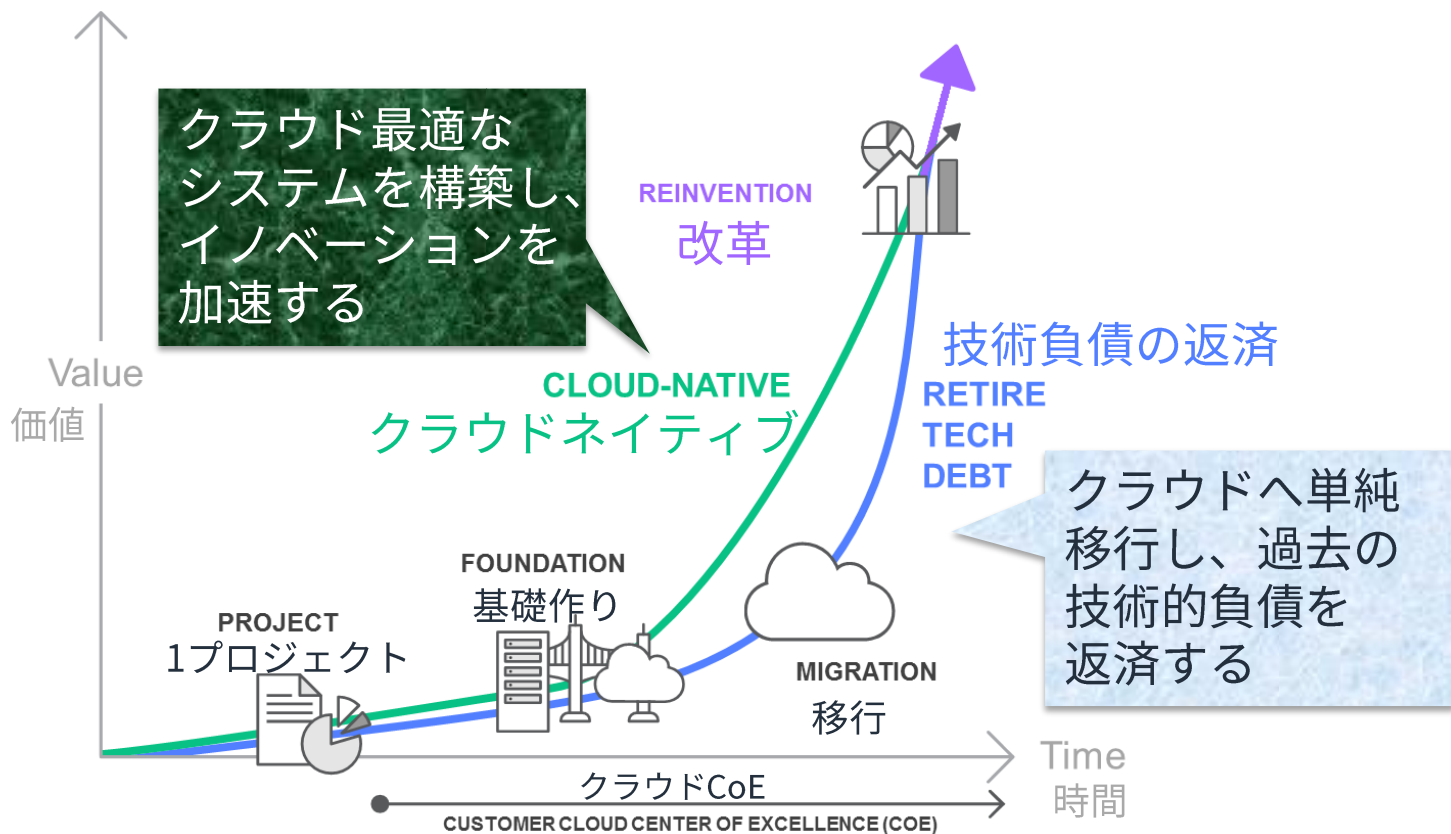 クラウド最適な
システムを構築し、
イノベーションを
加速する
REINVENTION
改革
技術負債の返済
RETIRE
TECH
DEBT
Value
価値
CLOUD-NATIVE
クラウドネイティブ
クラウドへ単純
移行し、過去の
技術的負債を
返済する
FOUNDATION
基礎作り
PROJECT
1プロジェクト
MIGRATION
移行
Time
時間
クラウドCoE
CUSTOMER CLOUD CENTER OF EXCELLENCE (COE)